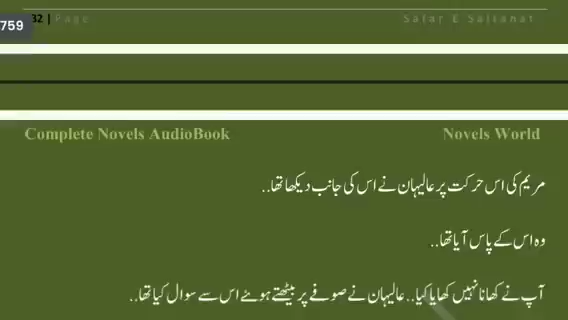 759
32 | Page
Safar E Saltanat
Complete Novels AudioBook
Novels World
مریم کی اس حرکت پر عالیہان نے اس کی جانب دیکھا تھا..
وہ اس کے پاس آیا تھا..
آپ نے کھانا نہیں کھایا کیا.. عالیہان نے صوفے پر بیٹھتے ہوئے اس سے سوال کیا تھا..